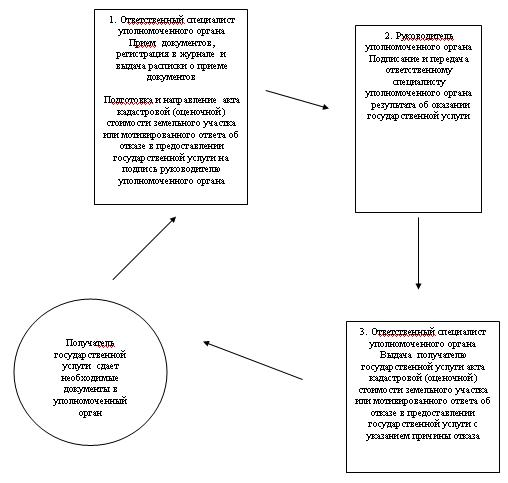 1. Ответственный специалист
уполномоченного органа
Прием документов,
регистрация в журнале и
выдача расписки о приеме
документов
Подготовка и направление акта
кадастровой (оценочной)
стоимости земельного участка
или мотивированного ответа об
отказе в предоставлении
государственной услуги на
подпись руководителю
уполномоченного органа
2. Руководитель
уполномоченного органа
Подписание и передача
ответственному
специалисту
уполномоченного органа
результата об оказании
государственной услуги
3. Ответственный специалист
уполномоченного органа
Выдача получателю
государственной услуги акта
кадастровой (оценочной)
стоимости земельного участка
или мотивированного ответа об
отказе в предоставлении
государственной услуги с
указанием причины отказа
Получатель
государственной
услуги сдает
необходимые
документы в
уполномоченный
орган